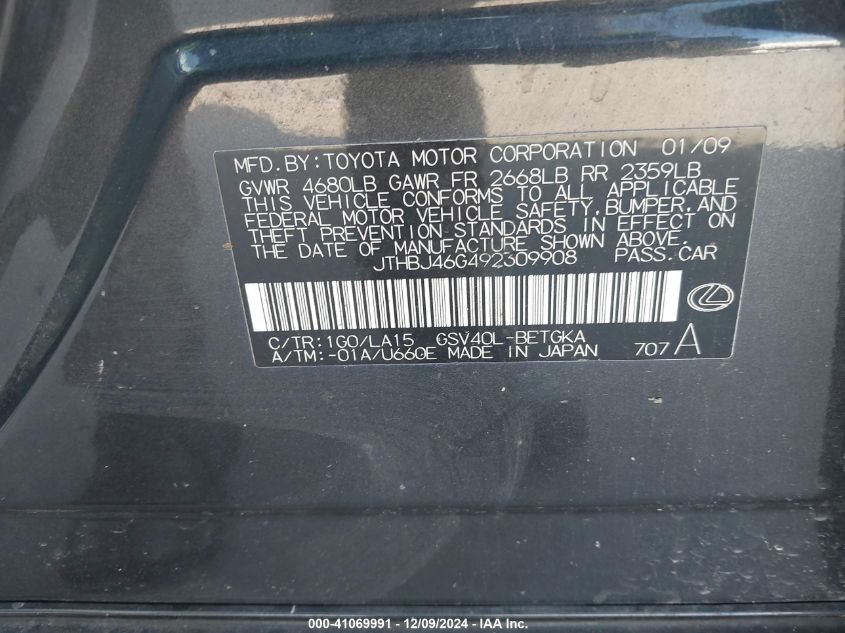 MFD.BY:TOYOTA MOTOR CORPORATION 01/09
GVWR 4680LB GAWR FR 2668LB RR 2359LB
THIS VEHICLE CONFORMS TO ALL APPLICABLE
FEDERAL MOTOR VEHICLE SAFETY,BUMPER,AND
THEFT PREVENTION STANDARDS IN EFFECT ON
THE DATE OF MANUFACTURE SHOWN ABOVE.
JTHBJ46G492309908 PASS.CAR
C/TR:1G0/LA15 GSV40L-BETGKA
A/TM:-01A/U660E MADE IN JAPAN 707 A
000-41069991 - 12/09/2024 - IAA Inc.